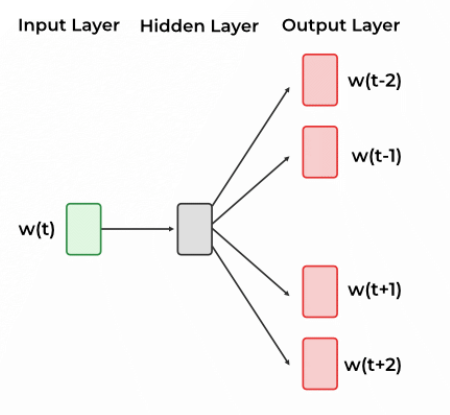 Input Layer Hidden Layer Output Layer
w(t-2)
w(t-1)
w(t)
w(t+1)
w(t+2)